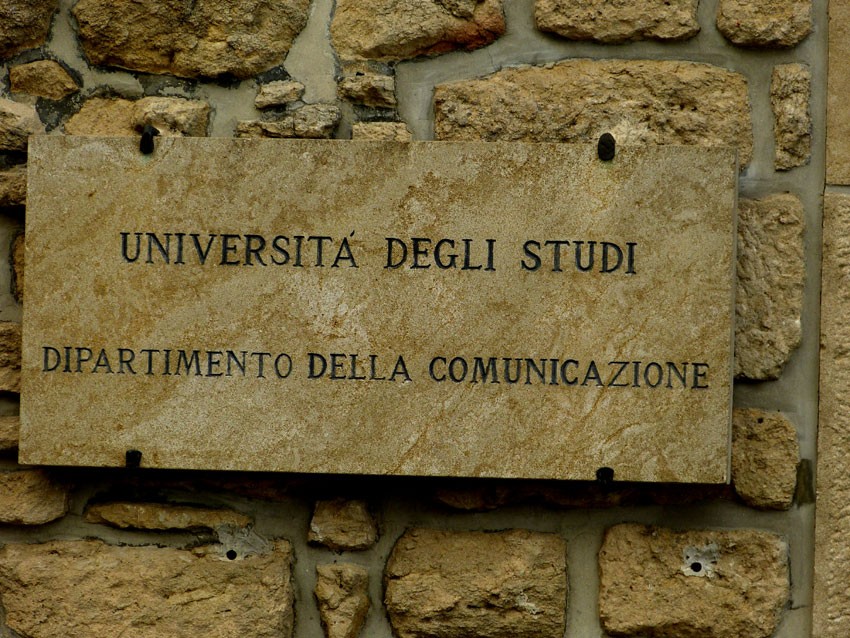 UNIVERSITÁ DEGLI STUDI
DIPARTIMENTO DELLA COMUNICAZIONE